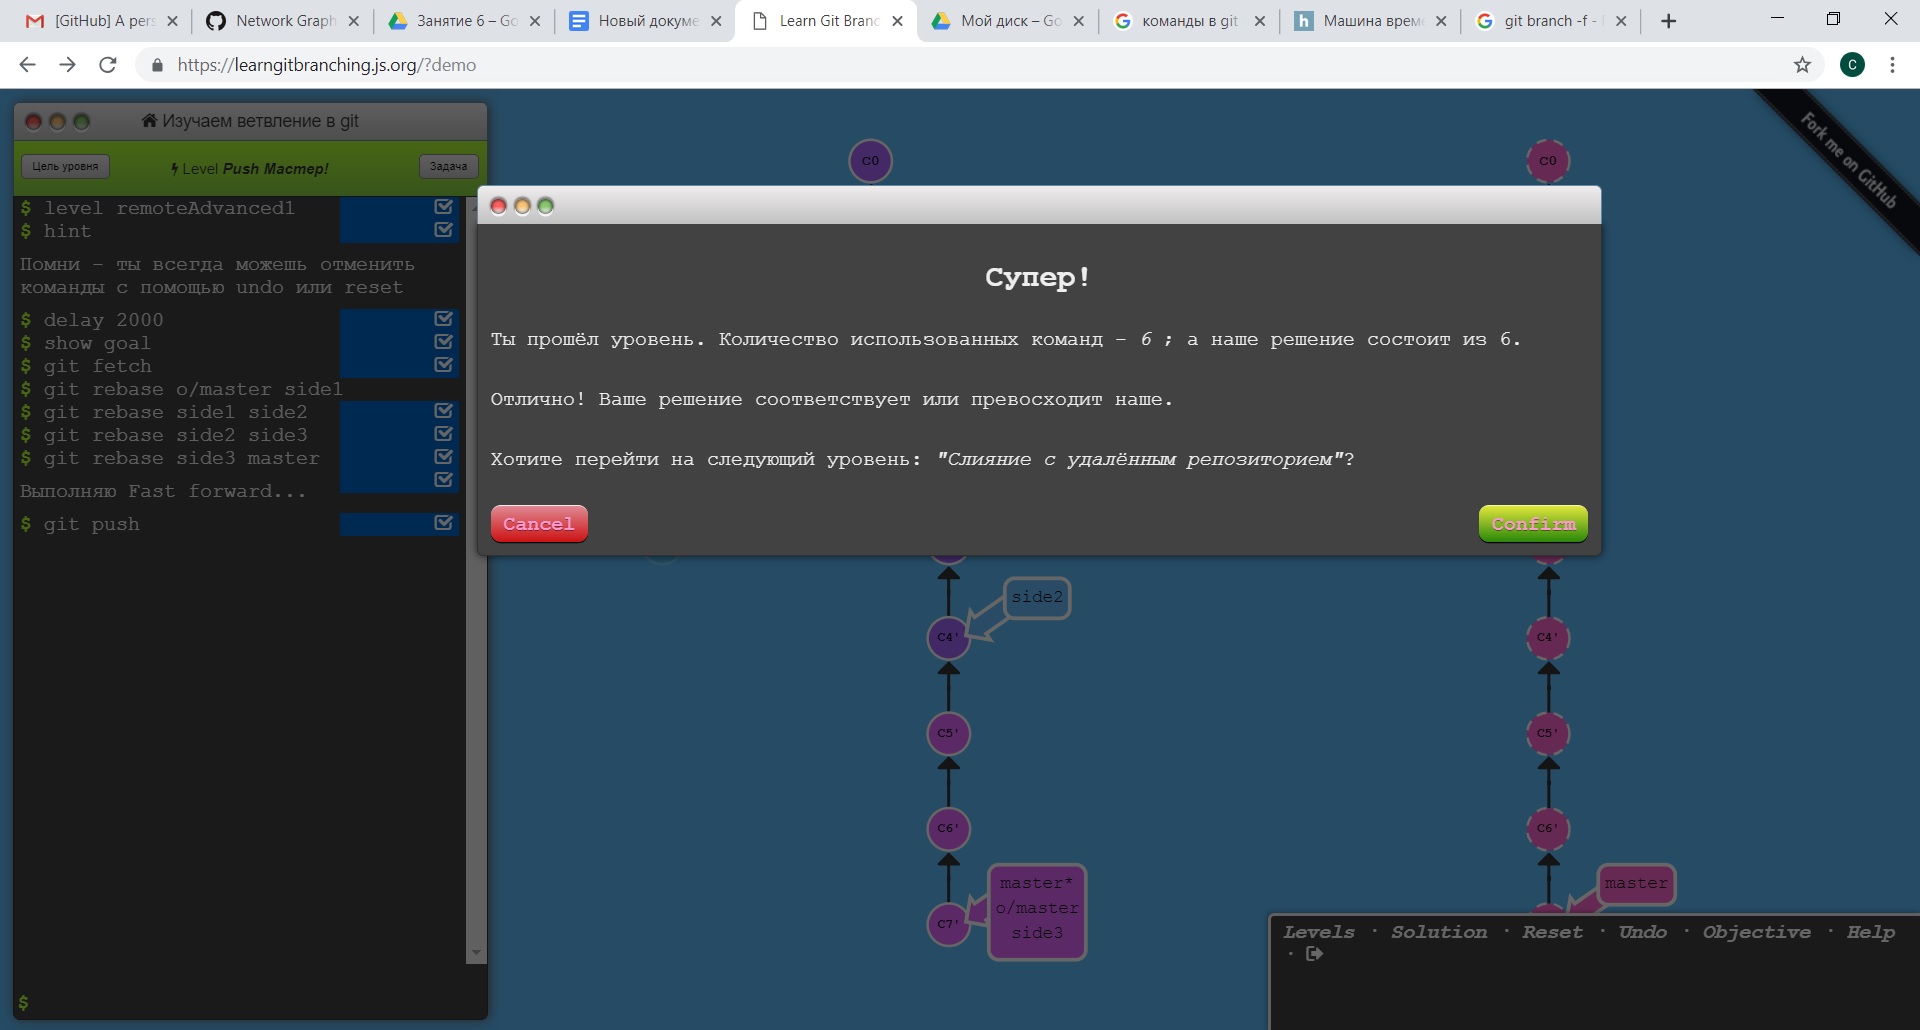 [GitHub] A pers
Network Graph
Занятие 6 – Go
Новый докуме
Learn Git Branc
Мой диск – Go
команды в git
Машина врем
git branch -f -
https://learngitbranching.js.org/?demo
C
Изучаем ветвление в git
Цель уровня
Level Push Мастер!
Задача
$ level remoteAdvanced1
$ hint
Помни – ты всегда можешь отменить
команды с помощью undo или reset
$ delay 2000
$ show goal
$ git fetch
$ git rebase o/master side1
$ git rebase side1 side2
$ git rebase side2 side3
$ git rebase side3 master
Выполняю Fast forward...
$ git push
$
C0
C0
Fork me on GitHub
Супер!
Ты прошёл уровень. Количество использованных команд – 6 ; а наше решение состоит из 6.
Отлично! Ваше решение соответствует или превосходит наше.
Хотите перейти на следующий уровень: "Слияние с удалённым репозиторием"?
Cancel
Confirm
side2
C4'
C4'
C5'
C5'
C6'
C6'
master*
o/master
side3
C7'
master
Levels · Solution · Reset · Undo · Objective · Help
·